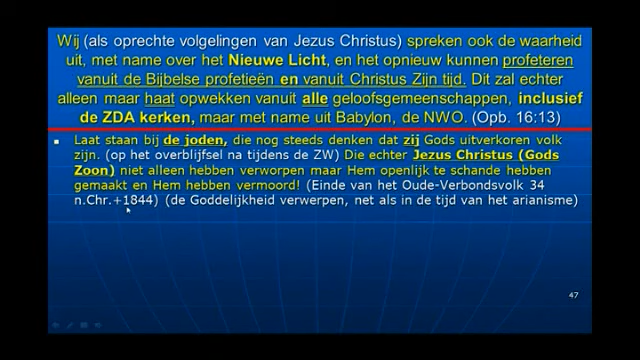 Wij (als oprechte volgelingen van Jezus Christus) spreken ook de waarheid
uit, met name over het Nieuwe Licht, en het opnieuw kunnen profeteren
vanuit de Bijbelse profetieën en vanuit Christus Zijn tijd. Dit zal echter
alleen maar haat opwekken vanuit alle geloofsgemeenschappen, inclusief
de ZDA kerken, maar met name uit Babylon, de NWO. (Opb. 16:13)
Laat staan bij de joden, die nog steeds denken dat zij Gods uitverkoren volk
zijn. (op het overblijfsel na tijdens de ZW) Die echter Jezus Christus (Gods
Zoon) niet alleen hebben verworpen maar Hem openlijk te schande hebben
gemaakt en Hem hebben vermoord! (Einde van het Oude-Verbondsvolk 34
n.Chr.+1844) (de Goddelijkheid verwerpen, net als in de tijd van het arianisme)
47